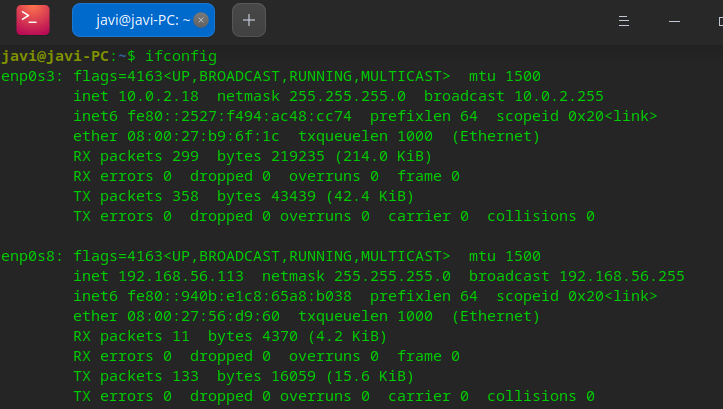 >_
javi@javi-PC: ~ × +
javi@javi-PC:~$ ifconfig
enp0s3: flags=4163<UP,BROADCAST,RUNNING,MULTICAST>  mtu 1500
        inet 10.0.2.18  netmask 255.255.255.0  broadcast 10.0.2.255
        inet6 fe80::2527:f494:ac48:cc74  prefixlen 64  scopeid 0x20<link>
        ether 08:00:27:b9:6f:1c  txqueuelen 1000  (Ethernet)
        RX packets 299  bytes 219235 (214.0 KiB)
        RX errors 0  dropped 0  overruns 0  frame 0
        TX packets 358  bytes 43439 (42.4 KiB)
        TX errors 0  dropped 0 overruns 0  carrier 0  collisions 0

enp0s8: flags=4163<UP,BROADCAST,RUNNING,MULTICAST>  mtu 1500
        inet 192.168.56.113  netmask 255.255.255.0  broadcast 192.168.56.255
        inet6 fe80::940b:e1c8:65a8:b038  prefixlen 64  scopeid 0x20<link>
        ether 08:00:27:56:d9:60  txqueuelen 1000  (Ethernet)
        RX packets 11  bytes 4370 (4.2 KiB)
        RX errors 0  dropped 0  overruns 0  frame 0
        TX packets 133  bytes 16059 (15.6 KiB)
        TX errors 0  dropped 0 overruns 0  carrier 0  collisions 0